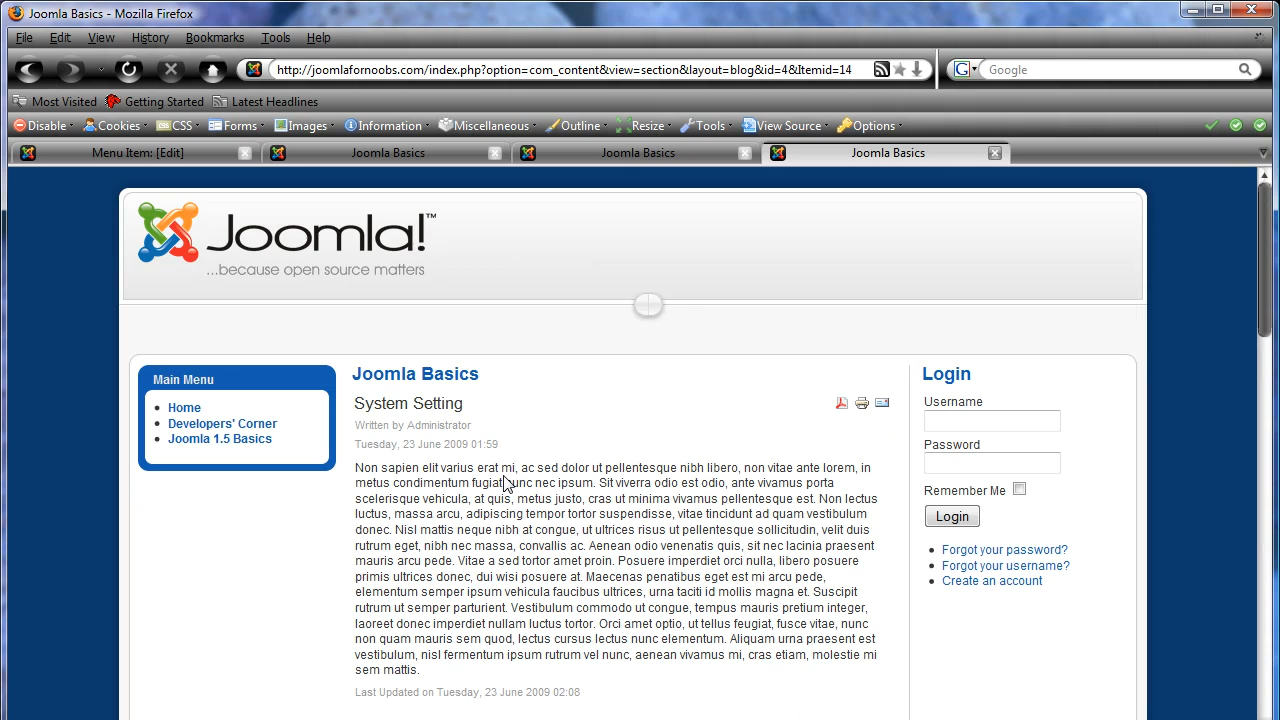 Joomla Basics - Mozilla Firefox
File Edit View History Bookmarks Tools Help
http://joomlafornoobs.com/index.php?option=com_content&view=section&layout=blog&id=4&Itemid=14
G Google
Most Visited Getting Started Latest Headlines
Disable Cookies CSS Forms Images Information Miscellaneous Outline Resize Tools View Source Options
Menu Item: [Edit] Joomla Basics Joomla Basics Joomla Basics
Joomla!™
...because open source matters
Main Menu
Home
Developers' Corner
Joomla 1.5 Basics
Joomla Basics
System Setting
Written by Administrator
Tuesday, 23 June 2009 01:59
Non sapien elit varius erat mi, ac sed dolor ut pellentesque nibh libero, non vitae ante lorem, in
metus condimentum fugiat nunc nec ipsum. Sit viverra odio est odio, ante vivamus porta
scelerisque vehicula, at quis, metus justo, cras ut minima vivamus pellentesque est. Non lectus
luctus, massa arcu, adipiscing tempor tortor suspendisse, vitae tincidunt ad quam vestibulum
donec. Nisl mattis neque nibh at congue, ut ultrices risus ut pellentesque sollicitudin, velit duis
rutrum eget, nibh nec massa, convallis ac. Aenean odio venenatis quis, sit nec lacinia praesent
mauris arcu pede. Vitae a sed tortor amet proin. Posuere imperdiet orci nulla, libero posuere
primis ultrices donec, dui wisi posuere at. Maecenas penatibus eget est mi arcu pede,
elementum semper ipsum vehicula faucibus ultrices, urna taciti id mollis magna et. Suscipit
rutrum ut semper parturient. Vestibulum commodo ut congue, tempus mauris pretium integer,
laoreet donec imperdiet nullam luctus tortor. Orci amet optio, ut tellus feugiat, fusce vitae, nunc
non quam mauris sem quod, lectus cursus lectus nunc elementum. Aliquam urna praesent est
vestibulum, nisl fermentum ipsum rutrum vel nunc, aenean vivamus mi, cras etiam, molestie mi
sem mattis.
Last Updated on Tuesday, 23 June 2009 02:08
Login
Username
Password
Remember Me
Login
Forgot your password?
Forgot your username?
Create an account